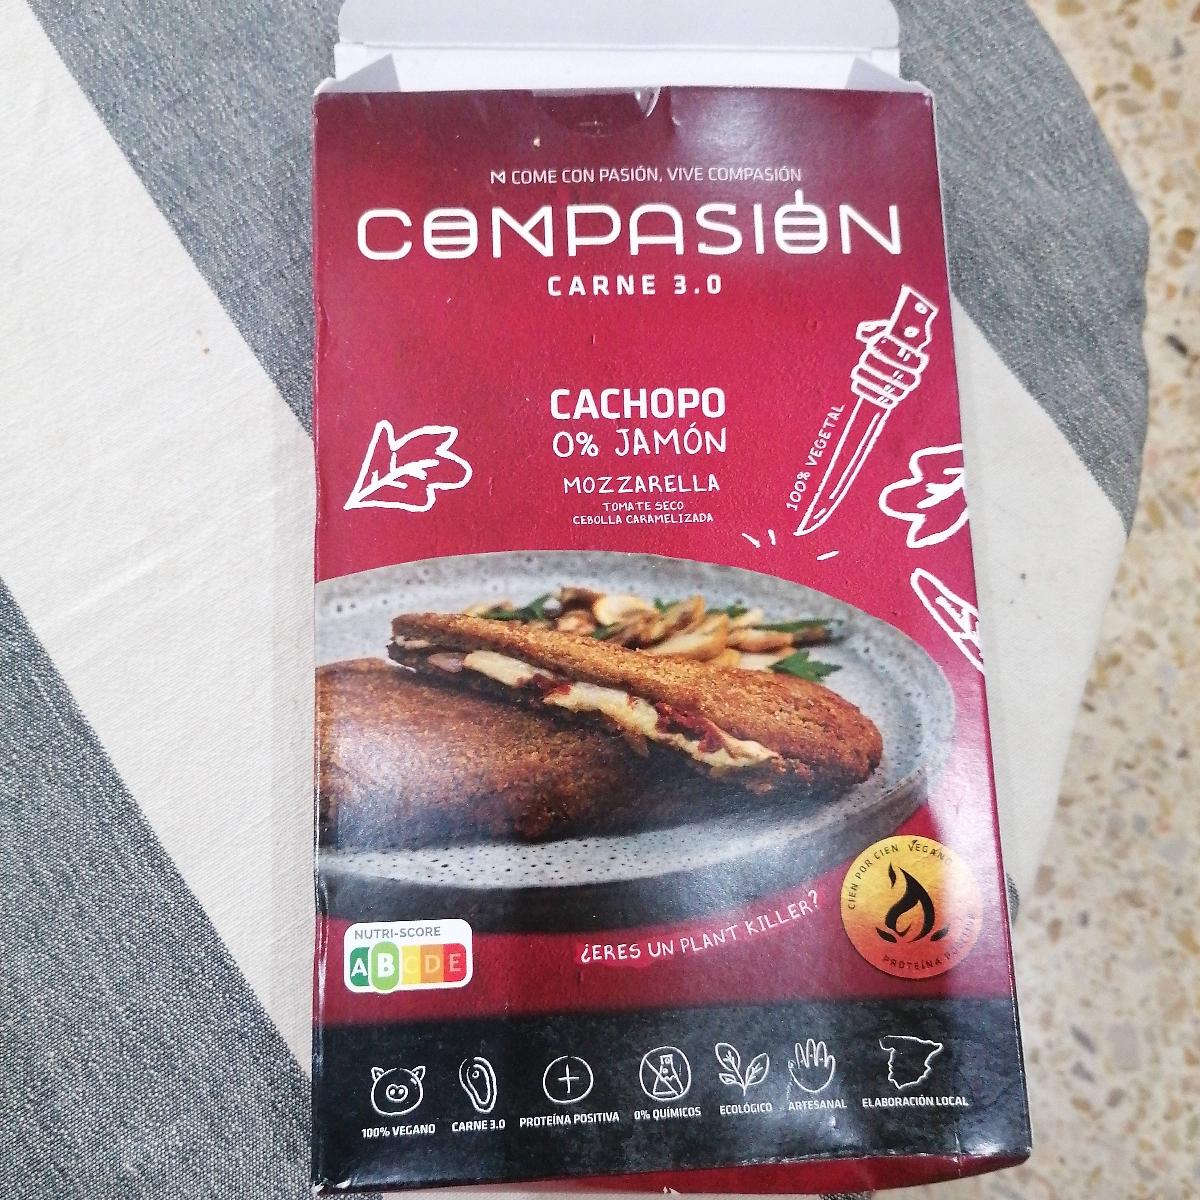 COME CON PASIÓN, VIVE COMPASIÓN
COMPASIÓN
CARNE 3.0
CACHOPO
0% JAMÓN
MOZZARELLA
TOMATE SECO
CEBOLLA CARAMELIZADA
100% VEGETAL
CIEN POR CIEN VEGANO
PROTEÍNA
¿ERES UN PLANT KILLER?
NUTRI-SCORE
A B C D E
100% VEGANO
CARNE 3.0
PROTEÍNA POSITIVA
0% QUÍMICOS
ECOLÓGICO
ARTESANAL
ELABORACIÓN LOCAL